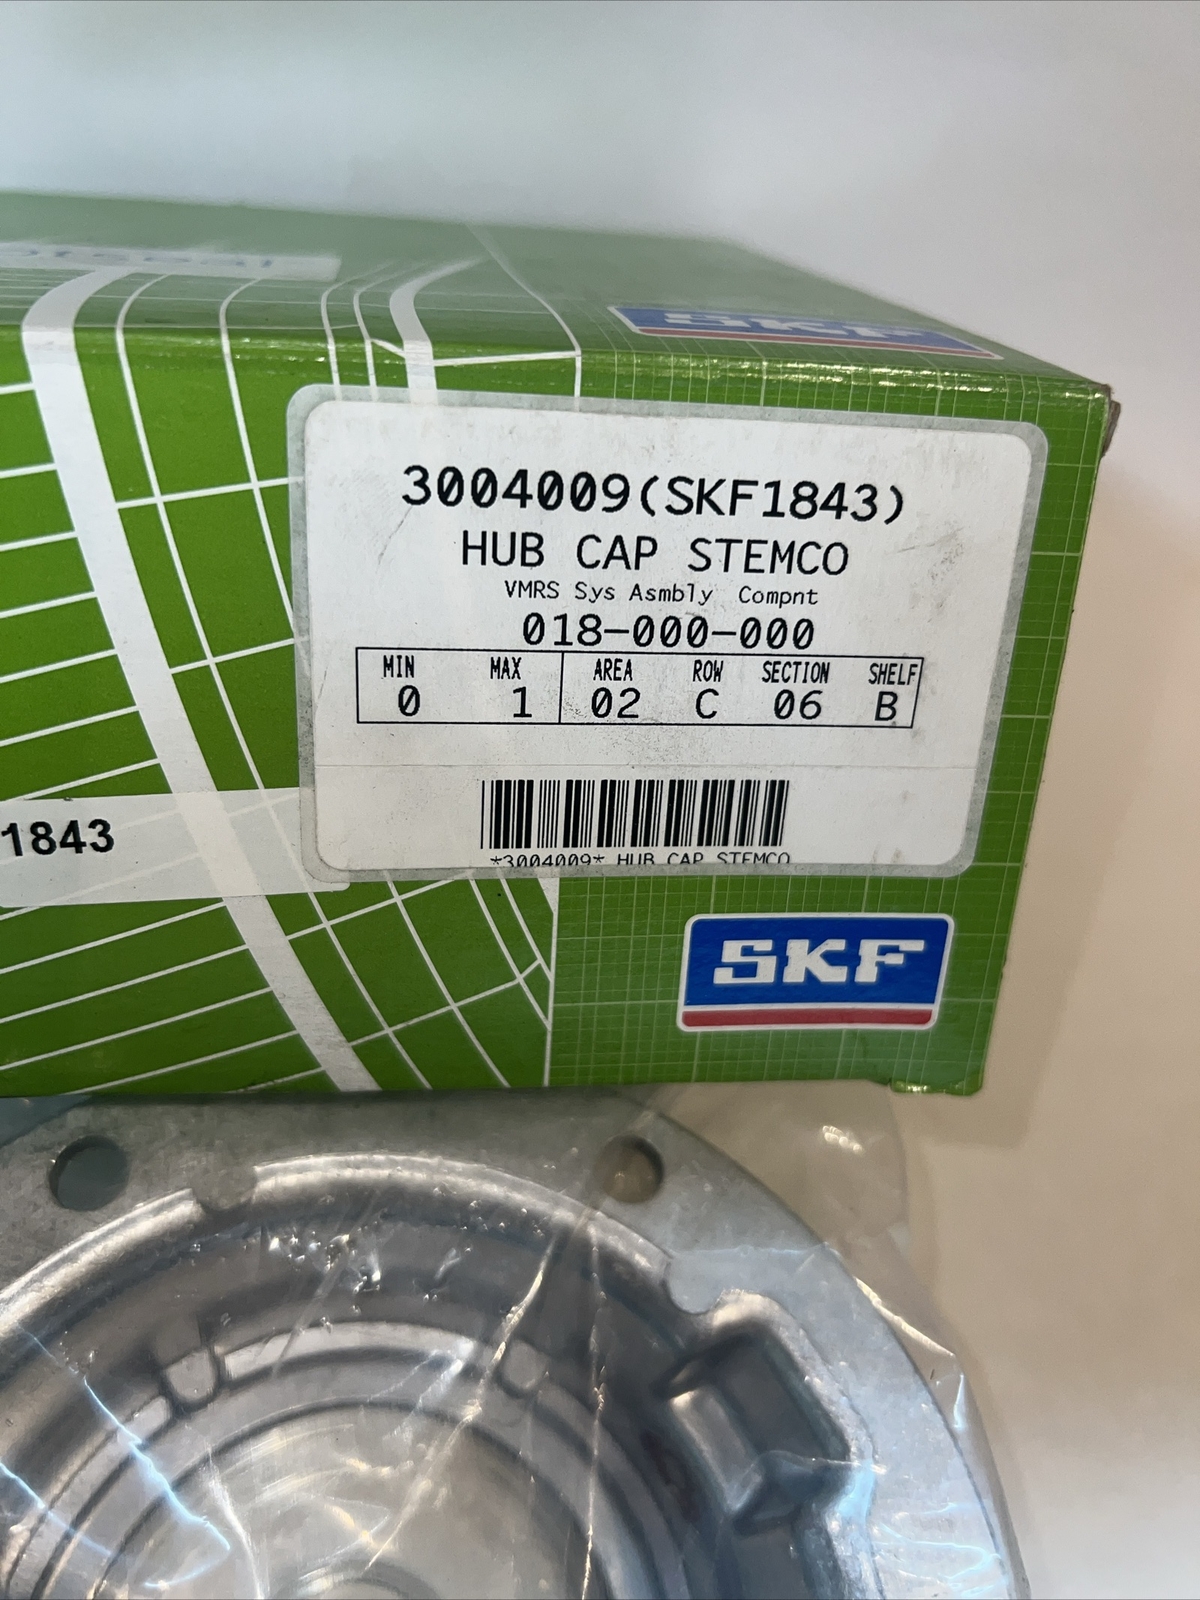 SKF
3004009(SKF1843)
HUB CAP STEMCO
VMRS Sys Asmbly Compnt
018-000-000
MIN MAX AREA ROW SECTION SHELF
0 1 02 C 06 B
*3004009* HUB CAP STEMCO
1843
SKF